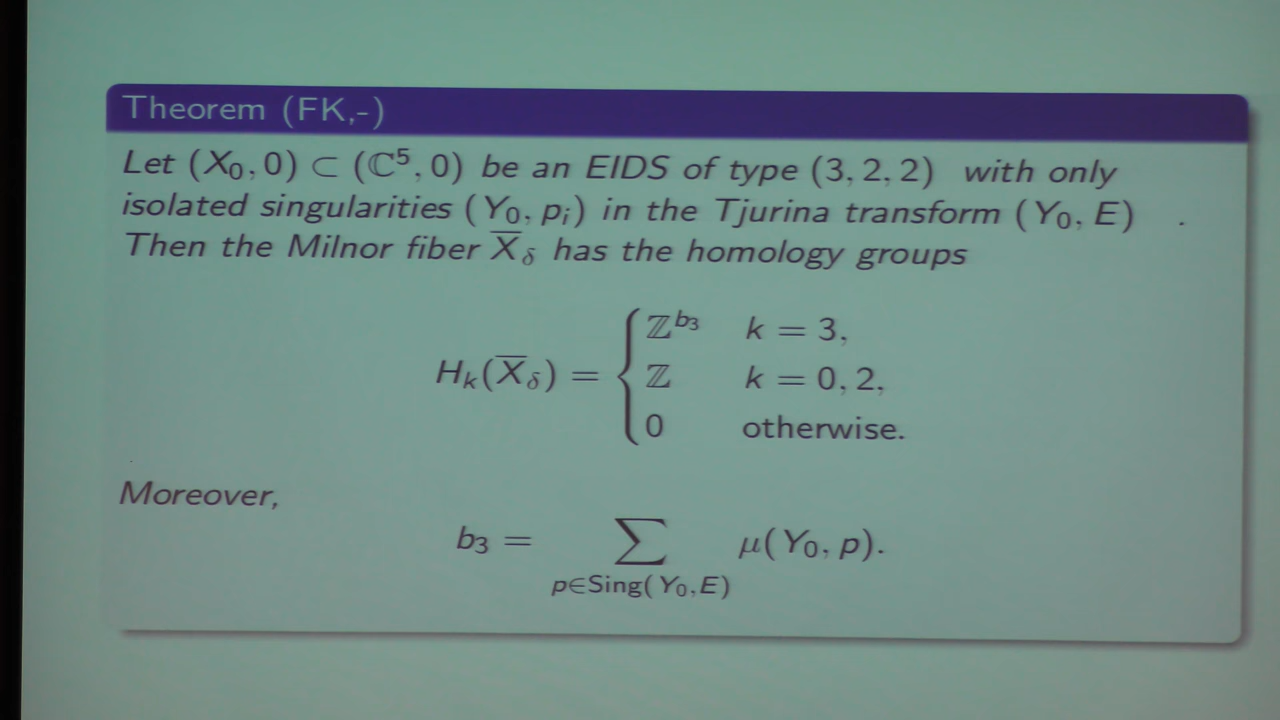 Theorem (FK,-)
Let (X₀, 0) ⊂ (ℂ⁵, 0) be an EIDS of type (3, 2, 2) with only
isolated singularities (Y₀, pᵢ) in the Tjurina transform (Y₀, E) .
Then the Milnor fiber X̅_δ has the homology groups
H_k(X̅_δ) = { ℤ^{b₃} k = 3,
ℤ k = 0, 2,
0 otherwise.
Moreover,
b₃ = ∑_{p∈Sing(Y₀,E)} μ(Y₀, p).